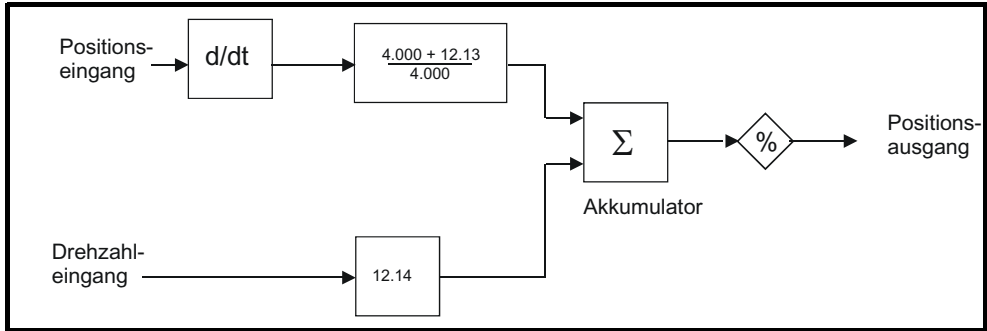 Positions-
eingang
d/dt
4.000 + 12.13
4.000
Σ
Akkumulator
%
Positions-
ausgang
Drehzahl-
eingang
12.14